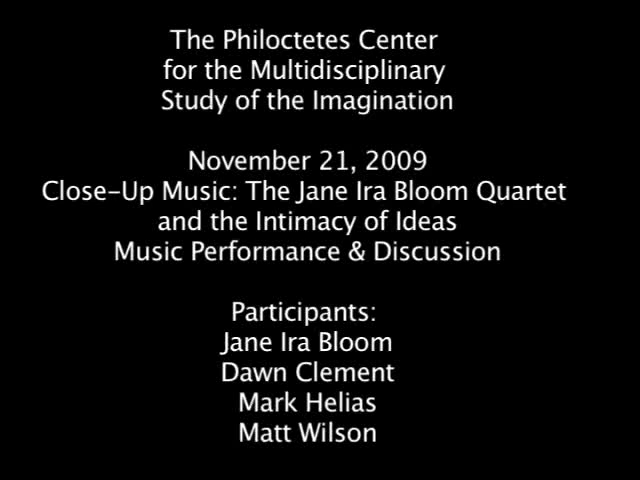 The Philoctetes Center
for the Multidisciplinary
Study of the Imagination
November 21, 2009
Close-Up Music: The Jane Ira Bloom Quartet
and the Intimacy of Ideas
Music Performance & Discussion
Participants:
Jane Ira Bloom
Dawn Clement
Mark Helias
Matt Wilson